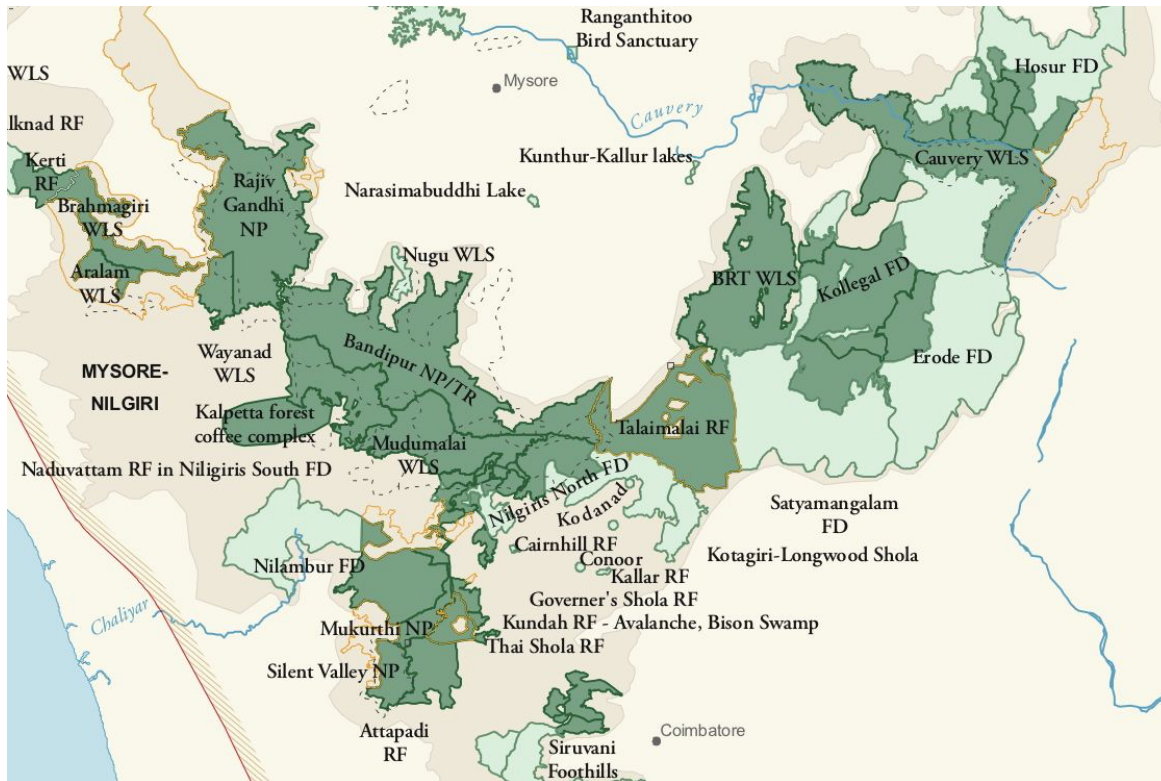 Ranganthitoo
Bird Sanctuary
Hosur FD
WLS
Mysore
Cauvery
lknad RF
Kerti
RF
Kunthur-Kallur lakes
Cauvery WLS
Rajiv
Gandhi
NP
Narasimabuddhi Lake
Brahmagiri
WLS
Nugu WLS
Aralam
WLS
BRT WLS
Kollegal FD
Wayanad
WLS
Bandipur NP/TR
Erode FD
MYSORE-
NILGIRI
Kalpetta forest
coffee complex
Mudumalai
WLS
Talaimalai RF
Naduvattam RF in Niligiris South FD
Nilgiris North FD
Kodanad
Satyamangalam
FD
Cairnhill RF
Kotagiri-Longwood Shola
Conoor
Nilambur FD
Kallar RF
Chaliyar
Governer's Shola RF
Kundah RF - Avalanche, Bison Swamp
Mukurthi NP
Thai Shola RF
Silent Valley NP
Attapadi
RF
Coimbatore
Siruvani
Foothills